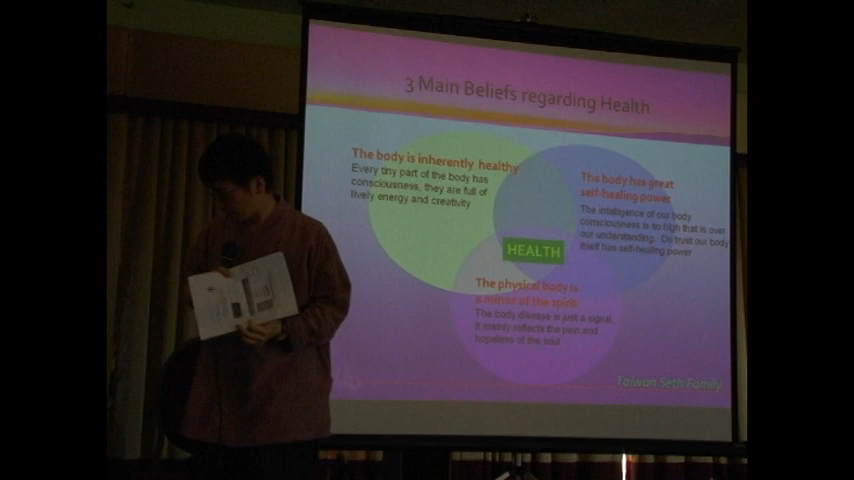 3 Main Beliefs regarding Health
The body is inherently healthy
Every tiny part of the body has
consciousness, they are full of
lively energy and creativity
The body has great
self-healing power
The intelligence of our body
consciousness is so high that is over
our understanding. Do trust our body
itself has self-healing power
HEALTH
The physical body is
a mirror of the spirit
The body disease is just a signal.
It mainly reflects the pain and
hopeless of the soul
Taiwan Seth Family